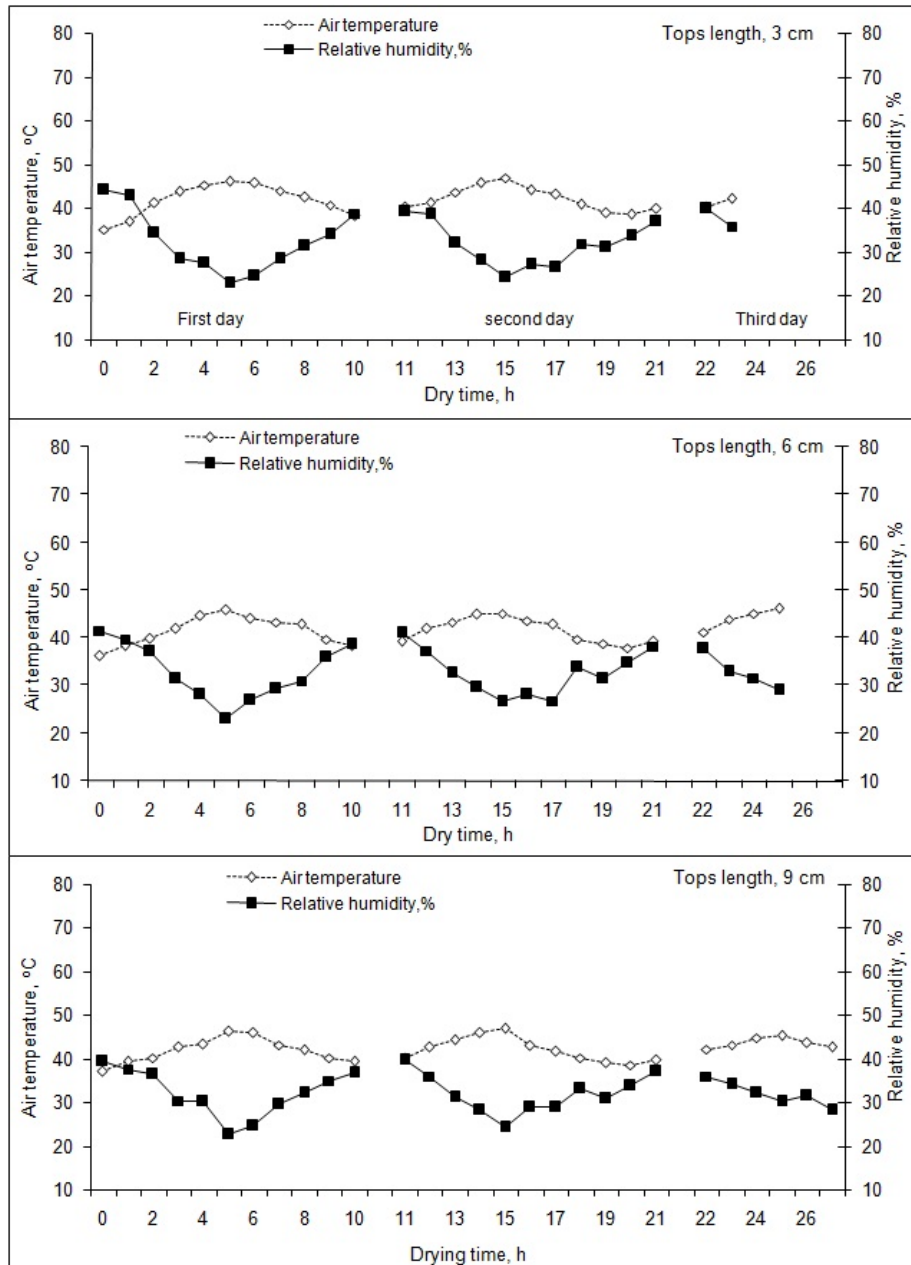 Air temperature
Relative humidity,%
Tops length, 3 cm
80 80
70 70
60 60
50 50
40 40
30 30
20 20
10 10
Air temperature, ºC
Relative humidity, %
First day second day Third day
0 2 4 6 8 10 11 13 15 17 19 21 22 24 26
Dry time, h
Air temperature
Relative humidity,%
Tops length, 6 cm
80 80
70 70
60 60
50 50
40 40
30 30
20 20
10 10
Air temperature, ºC
Relative humidity, %
0 2 4 6 8 10 11 13 15 17 19 21 22 24 26
Dry time, h
Air temperature
Relative humidity,%
Tops length, 9 cm
80 80
70 70
60 60
50 50
40 40
30 30
20 20
10 10
Air temperature, ºC
Relative humidity, %
0 2 4 6 8 10 11 13 15 17 19 21 22 24 26
Drying time, h